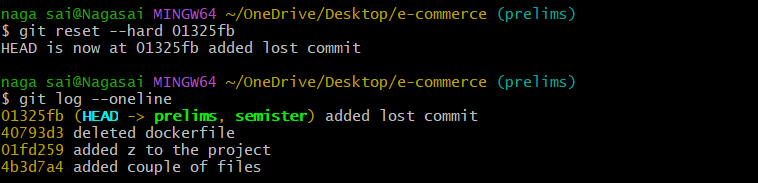 naga sai@Nagasai MINGW64 ~/OneDrive/Desktop/e-commerce (prelims)
$ git reset --hard 01325fb
HEAD is now at 01325fb added lost commit
naga sai@Nagasai MINGW64 ~/OneDrive/Desktop/e-commerce (prelims)
$ git log --oneline
01325fb (HEAD -> prelims, semister) added lost commit
40793d3 deleted dockerfile
01fd259 added z to the project
4b3d7a4 added couple of files